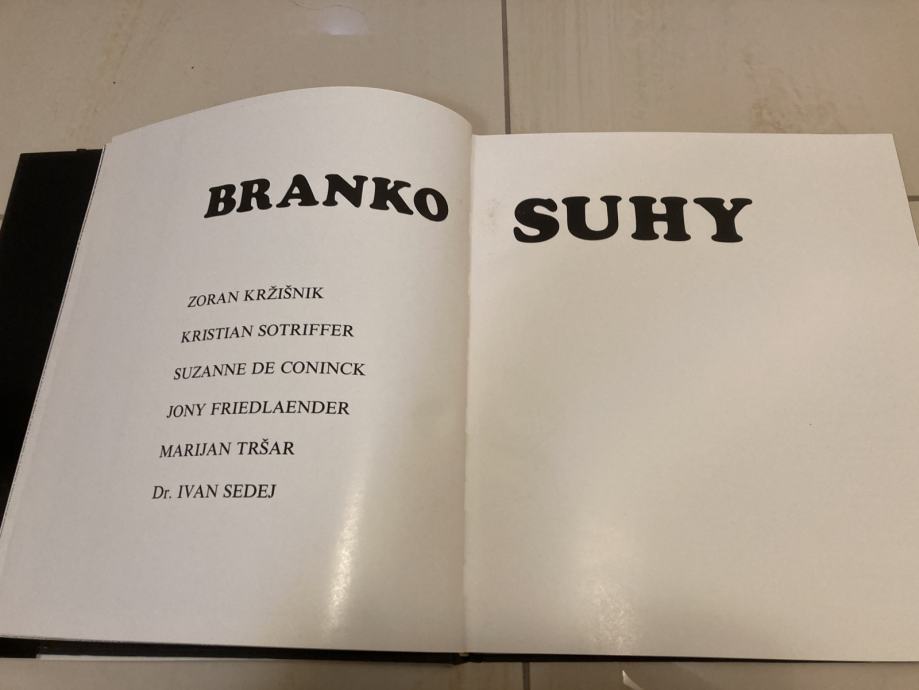 BRANKO SUHY
ZORAN KRŽIŠNIK
KRISTIAN SOTRIFFER
SUZANNE DE CONINCK
JONY FRIEDLAENDER
MARIJAN TRŠAR
Dr. IVAN SEDEJ